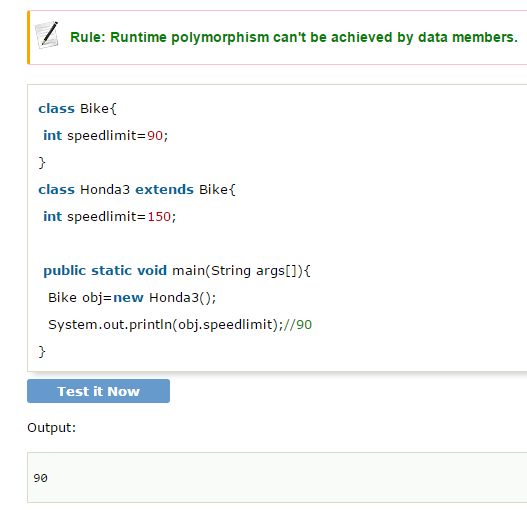 Rule: Runtime polymorphism can't be achieved by data members.
class Bike{
int speedlimit=90;
}
class Honda3 extends Bike{
int speedlimit=150;
public static void main(String args[]){
Bike obj=new Honda3();
System.out.println(obj.speedlimit);//90
}
Test it Now
Output:
90